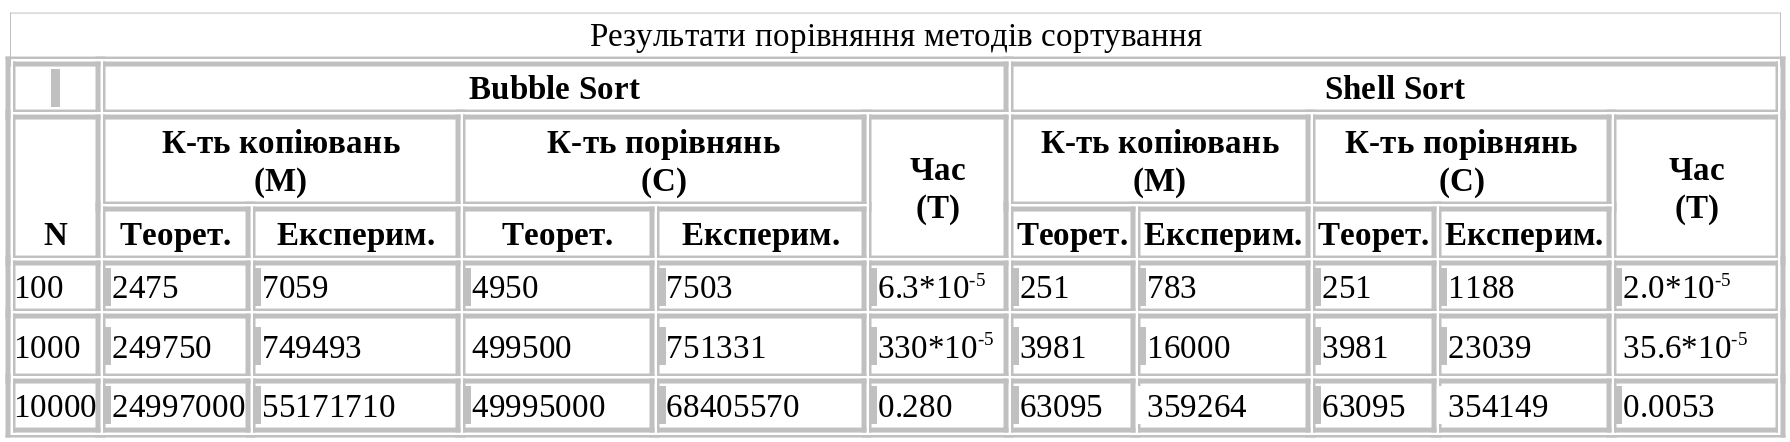 Результати порівняння методів сортування
Bubble Sort Shell Sort
N К-ть копіювань (M) К-ть порівнянь (C) Час (T) К-ть копіювань (M) К-ть порівнянь (C) Час (T)
Теорет. Експерим. Теорет. Експерим. Теорет. Експерим. Теорет. Експерим.
100 2475 7059 4950 7503 6.3*10-5 251 783 251 1188 2.0*10-5
1000 249750 749493 499500 751331 330*10-5 3981 16000 3981 23039 35.6*10-5
10000 24997000 55171710 49995000 68405570 0.280 63095 359264 63095 354149 0.0053